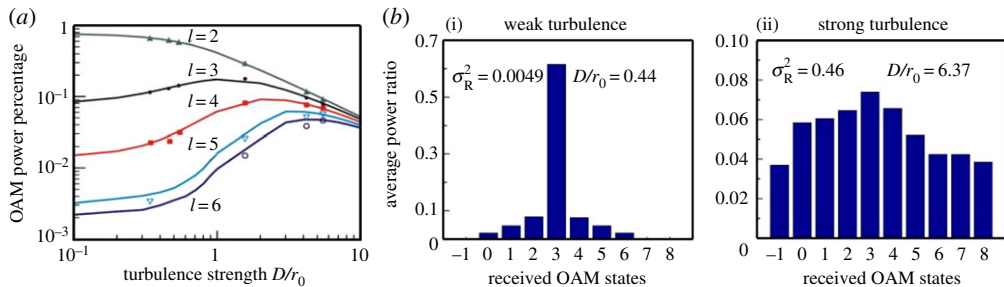 (a)
OAM power percentage
1
10⁻¹
10⁻²
10⁻³
l = 2
l = 3
l = 4
l = 5
l = 6
10⁻¹ 1 10
turbulence strength D/r₀
(b) (i) weak turbulence
average power ratio
0.7
0.6
0.3
0
σ²R = 0.0049 D/r₀ = 0.44
−1 0 1 2 3 4 5 6 7 8
received OAM states
(ii) strong turbulence
0.10
0.08
0.06
0.04
0.02
0
σ²R = 0.46 D/r₀ = 6.37
−1 0 1 2 3 4 5 6 7 8
received OAM states